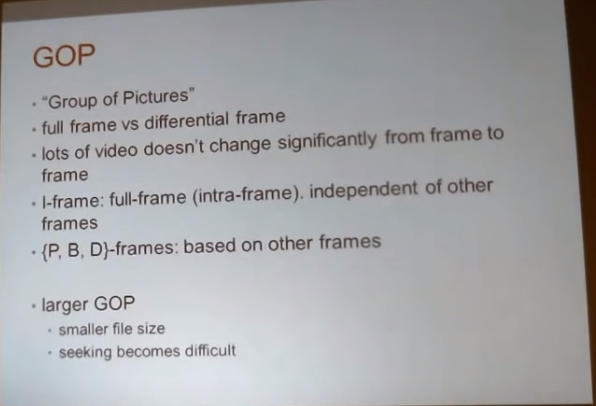 GOP
• “Group of Pictures”
• full frame vs differential frame
• lots of video doesn't change significantly from frame to
frame
• I-frame: full-frame (intra-frame). independent of other
frames
• {P, B, D}-frames: based on other frames
• larger GOP
• smaller file size
• seeking becomes difficult